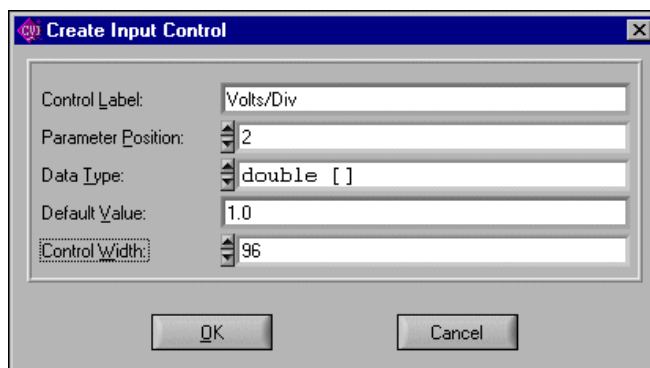 CVI Create Input Control
Control Label: Volts/Div
Parameter Position: 2
Data Type: double []
Default Value: 1.0
Control Width: 96
OK Cancel